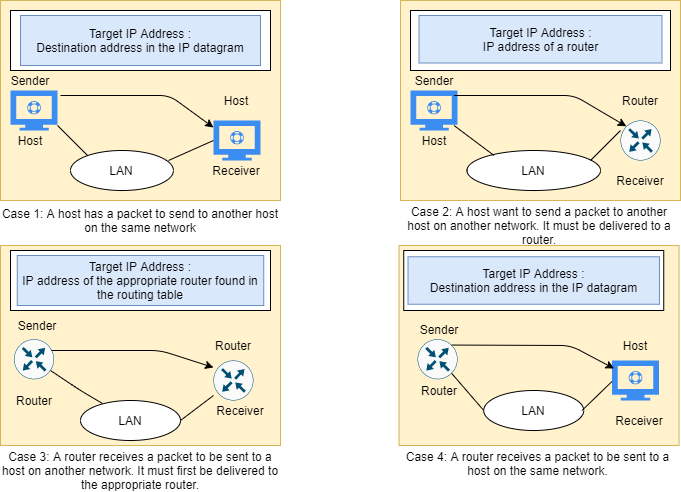 Target IP Address :
Destination address in the IP datagram
Sender
Host
Host
LAN
Receiver
Case 1: A host has a packet to send to another host
on the same network
Target IP Address :
IP address of a router
Sender
Router
Host
LAN
Receiver
Case 2: A host want to send a packet to another
host on another network. It must be delivered to a
router.
Target IP Address :
IP address of the appropriate router found in
the routing table
Sender
Router
Router
LAN
Receiver
Case 3: A router receives a packet to be sent to a
host on another network. It must first be delivered to
the appropriate router.
Target IP Address :
Destination address in the IP datagram
Sender
Host
Router
LAN
Receiver
Case 4: A router receives a packet to be sent to a
host on the same network.